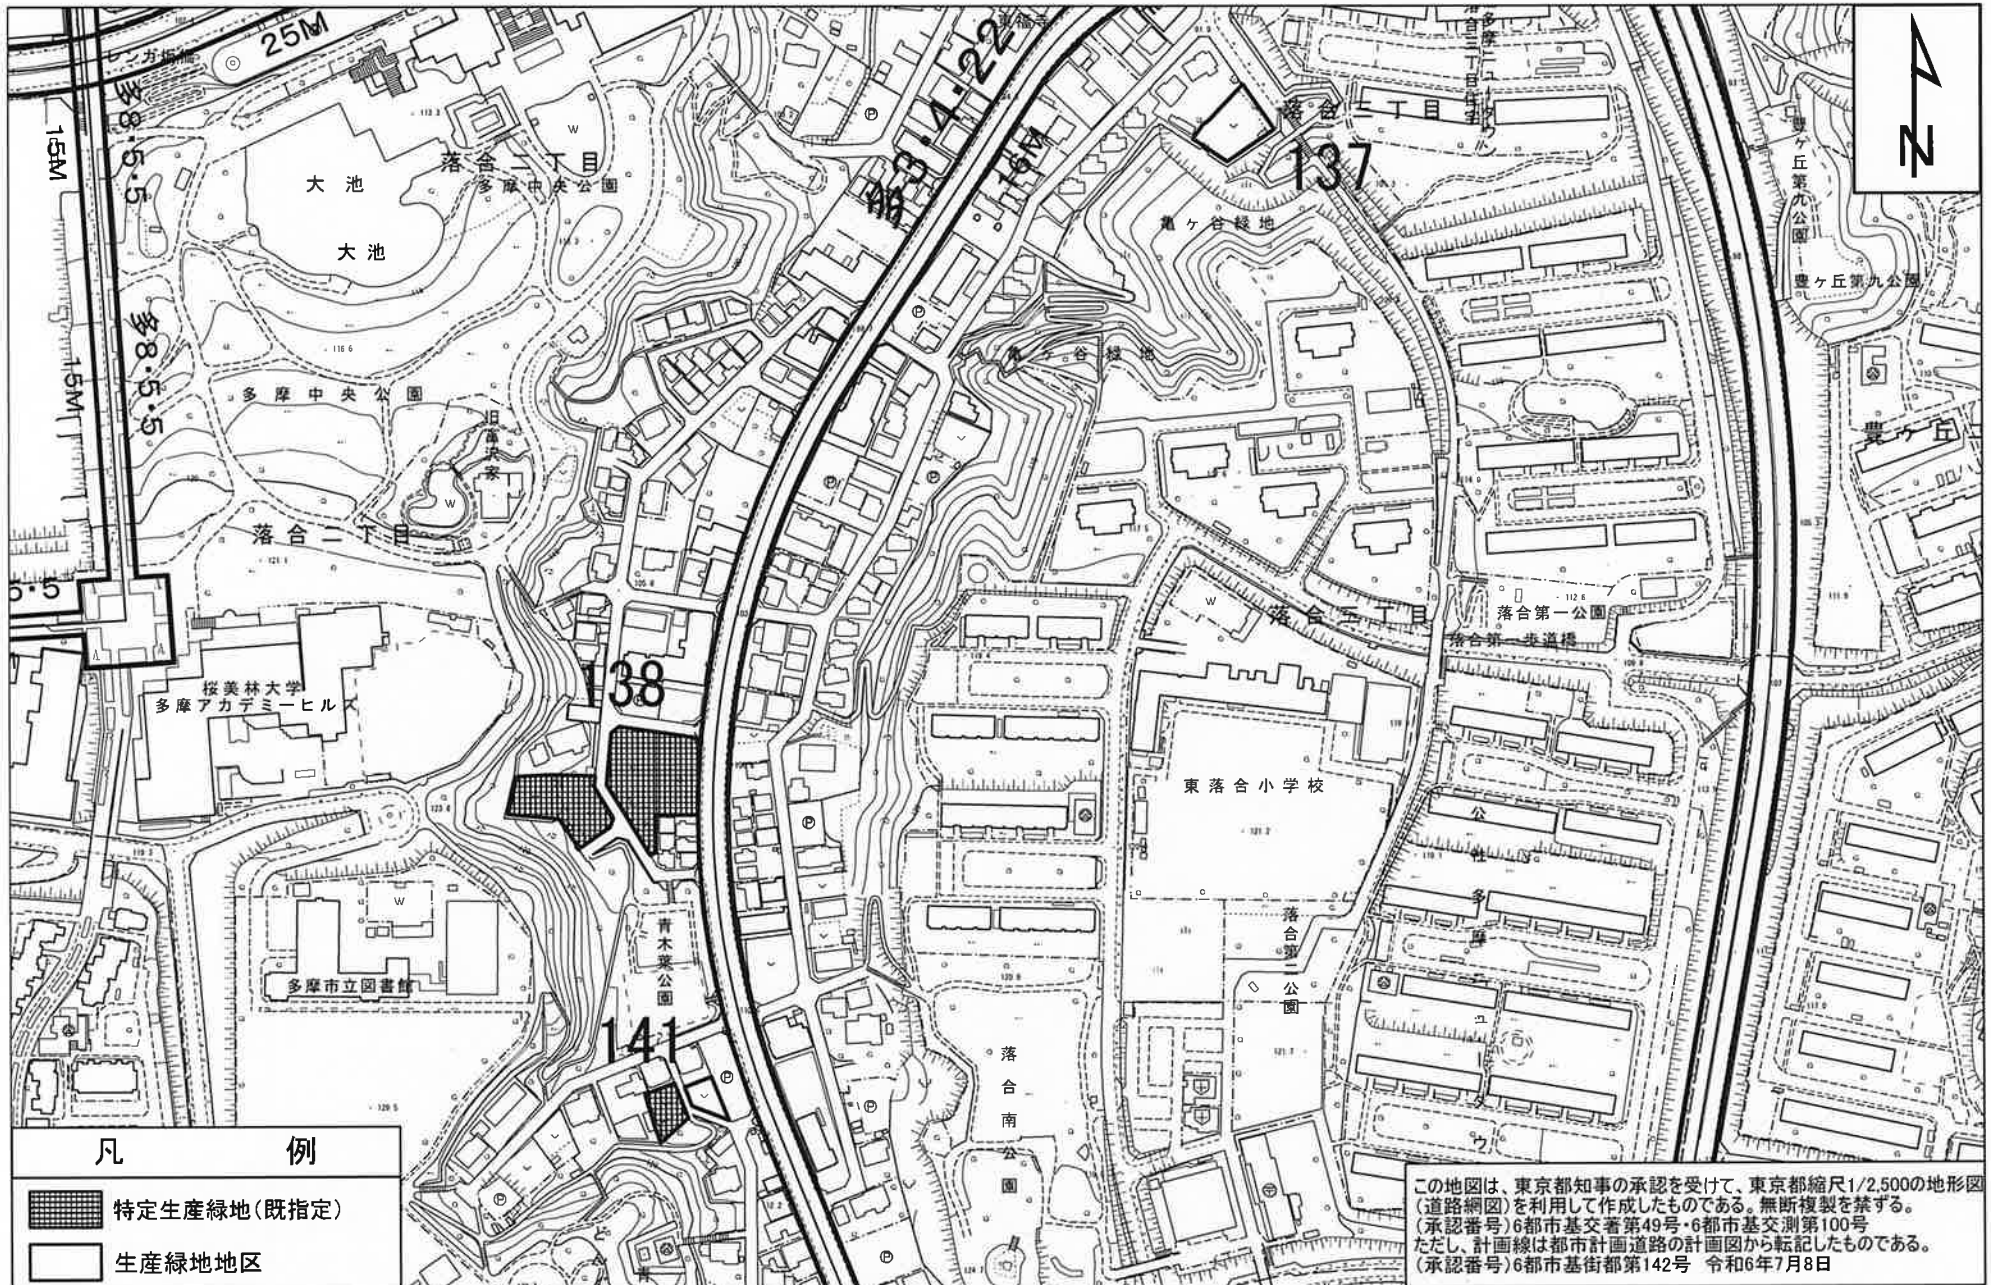 レンガ坂橋
25M
多8・5・5
15M
多8・5・5
15M
5・5
大池
大池
落合二丁目
多摩中央公園
多摩中央公園
旧富沢家
落合二丁目
東福寺
3・4・22
16M
落合三丁目
多摩ニュータウン
137
亀ヶ谷緑地
亀ヶ谷緑地
豊ヶ丘第九公園
豊ヶ丘第九公園
豊ヶ丘
桜美林大学
多摩アカデミーヒルズ
138
落合三丁目
落合第一公園
落合第一歩道橋
東落合小学校
落合第二公園
多摩市立図書館
青木葉公園
141
落合南公園
凡例
特定生産緑地(既指定)
生産緑地地区
この地図は、東京都知事の承認を受けて、東京都縮尺1/2,500の地形図
(道路網図)を利用して作成したものである。無断複製を禁ずる。
(承認番号)6都市基交著第49号・6都市基交測第100号
ただし、計画線は都市計画道路の計画図から転記したものである。
(承認番号)6都市基街都第142号 令和6年7月8日